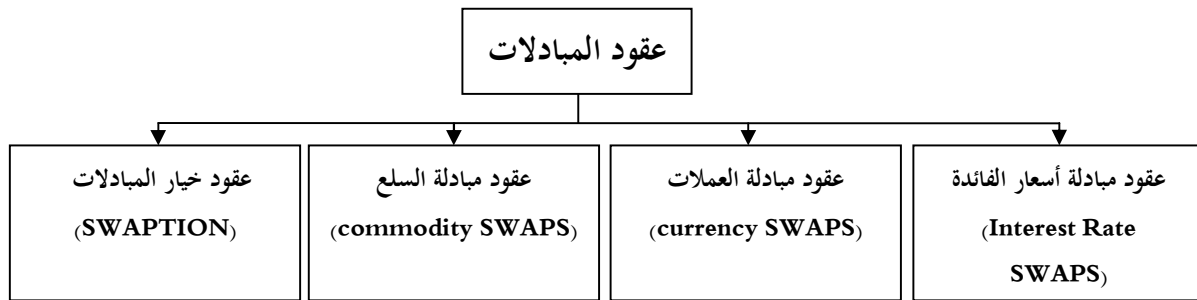 عقود المبادلات
عقود مبادلة أسعار الفائدة
(Interest Rate
SWAPS)
عقود مبادلة العملات
(currency SWAPS)
عقود مبادلة السلع
(commodity SWAPS)
عقود خيار المبادلات
(SWAPTION)